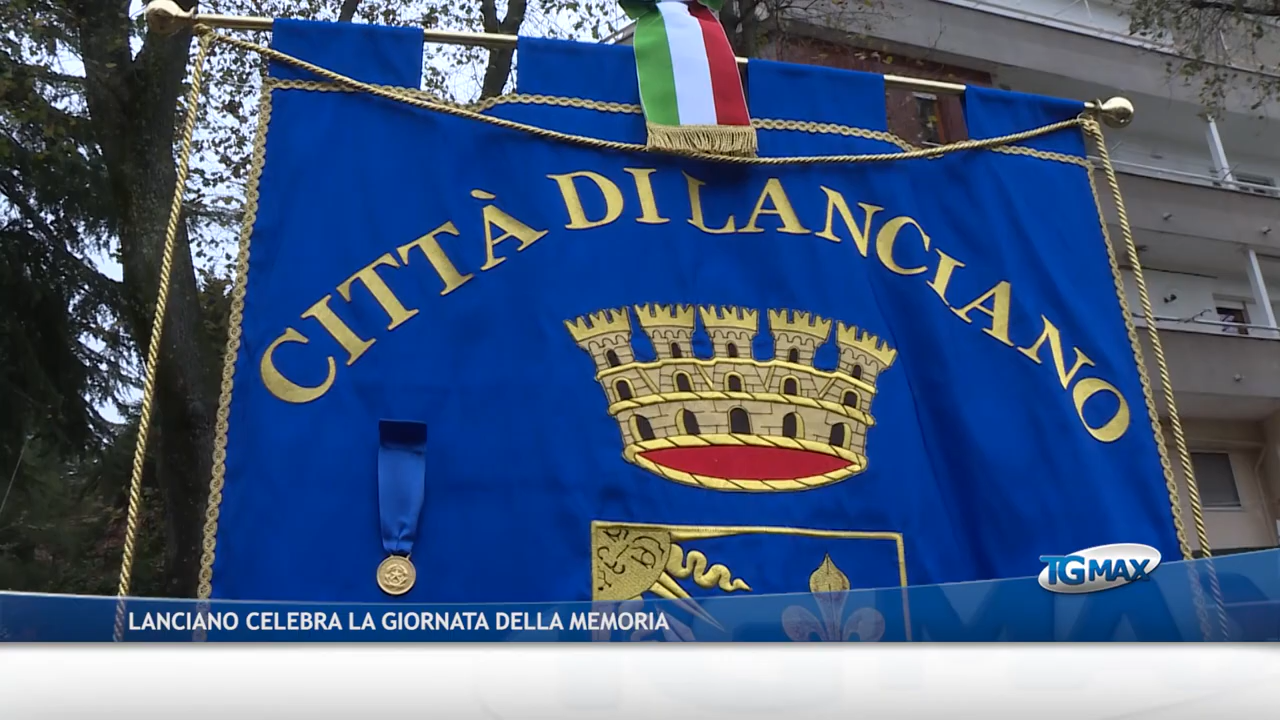 CITTÀ DI LANCIANO
TGMAX
LANCIANO CELEBRA LA GIORNATA DELLA MEMORIA